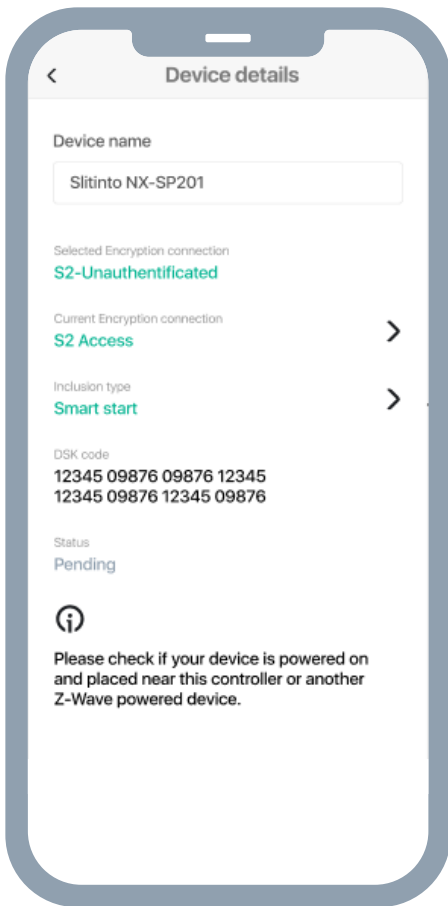 Device details
Device name
Slitinto NX-SP201
Selected Encryption connection
S2-Unauthentificated
Current Encryption connection
S2 Access
Inclusion type
Smart start
DSK code
12345 09876 09876 12345
12345 09876 12345 09876
Status
Pending
Please check if your device is powered on
and placed near this controller or another
Z-Wave powered device.